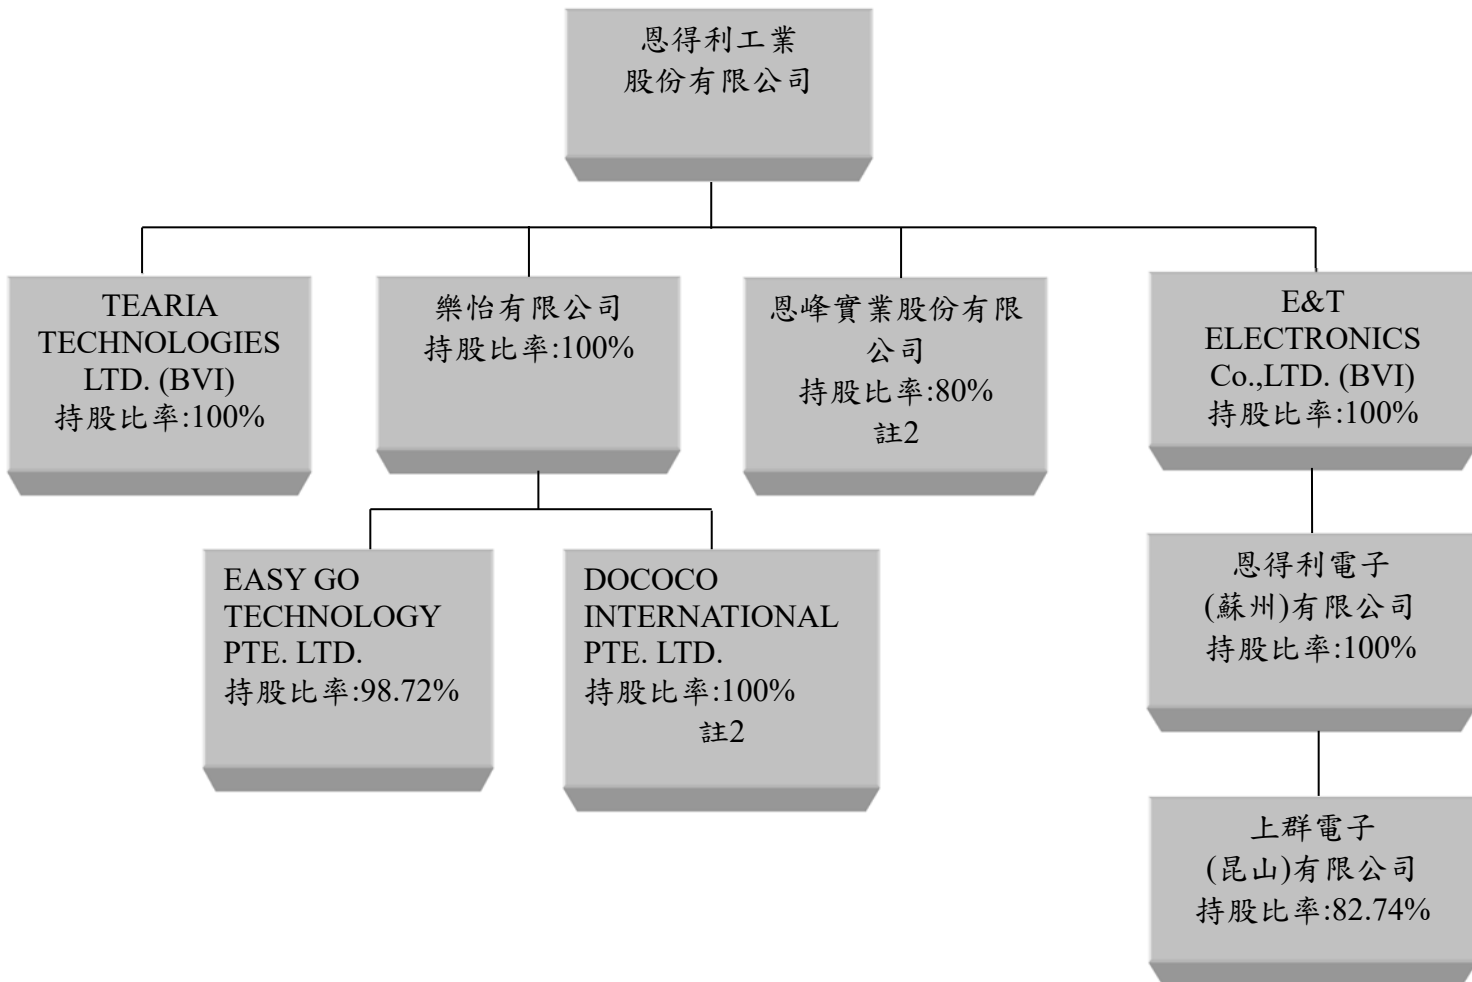 恩得利工業
股份有限公司
TEARIA
TECHNOLOGIES
LTD. (BVI)
持股比率:100%
樂怡有限公司
持股比率:100%
恩峰實業股份有限
公司
持股比率:80%
註2
E&T
ELECTRONICS
Co.,LTD. (BVI)
持股比率:100%
EASY GO
TECHNOLOGY
PTE. LTD.
持股比率:98.72%
DOCOCO
INTERNATIONAL
PTE. LTD.
持股比率:100%
註2
恩得利電子
(蘇州)有限公司
持股比率:100%
上群電子
(昆山)有限公司
持股比率:82.74%